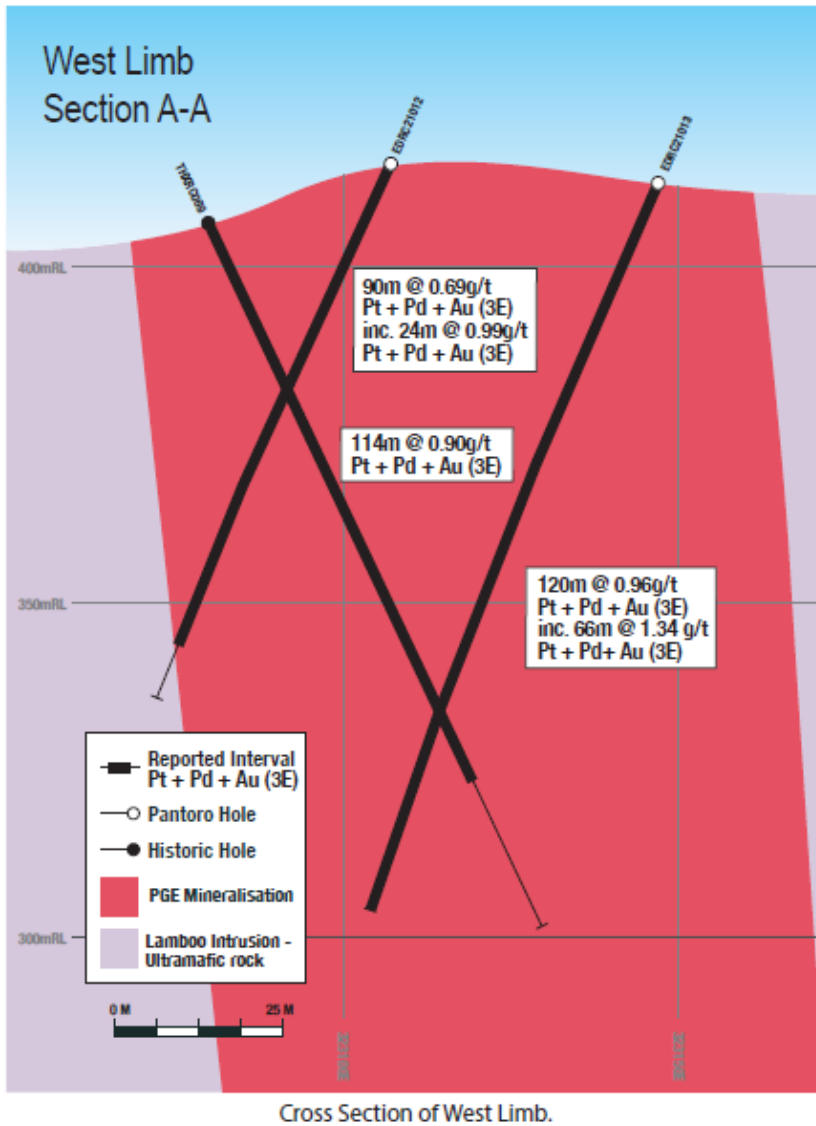 West Limb
Section A-A
EDRC21012
EDRC21013
400mRL
90m @ 0.69g/t
Pt + Pd + Au (3E)
inc. 24m @ 0.99g/t
Pt + Pd + Au (3E)
114m @ 0.90g/t
Pt + Pd + Au (3E)
350mRL
120m @ 0.96g/t
Pt + Pd + Au (3E)
inc. 66m @ 1.34 g/t
Pt + Pd+ Au (3E)
Reported Interval
Pt + Pd + Au (3E)
Pantoro Hole
Historic Hole
PGE Mineralisation
300mRL
Lamboo Intrusion -
Ultramafic rock
0 M
25 M
Cross Section of West Limb.